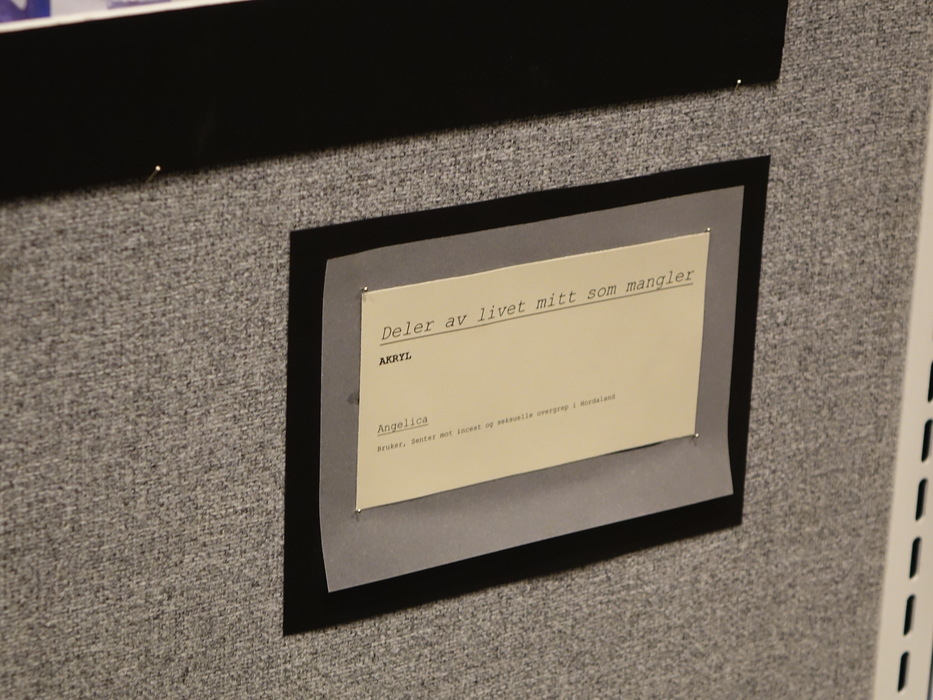 Deler av livet mitt som mangler
AKRYL
Angelica
Bruker, Senter mot incest og seksuelle overgrep i Hordaland